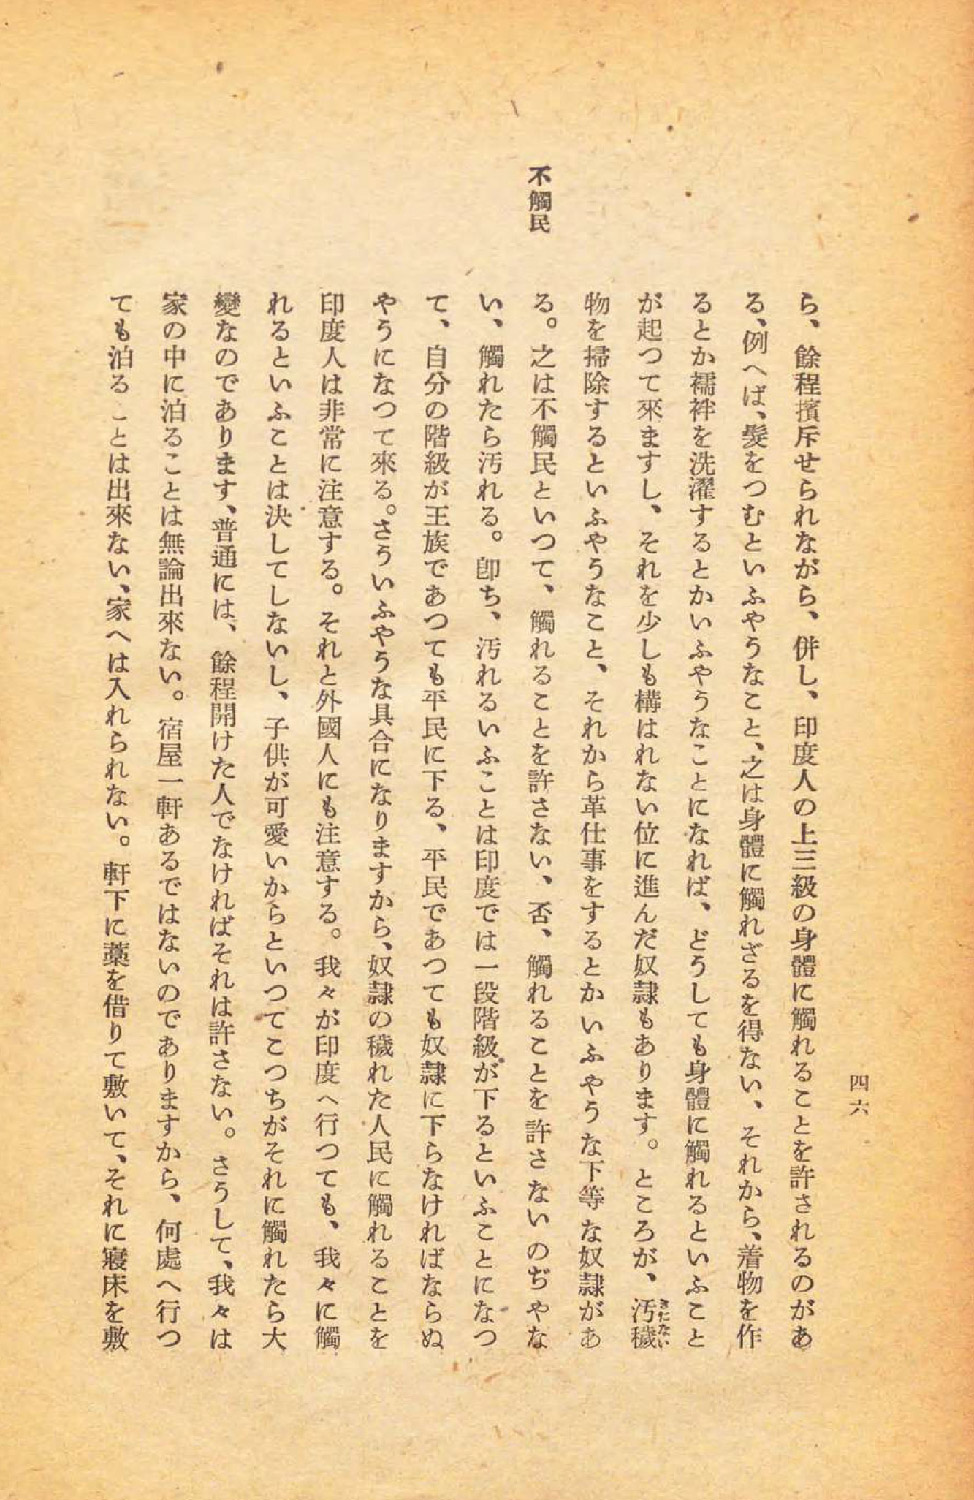 四六
ら、餘程擯斥せられながら、併し、印度人の上三級の身體に觸れることを許されるのがあ
る、例へば、髮をつむといふやうなこと、之は身體に觸れざるを得ない、それから、着物を作
るとか襦袢を洗濯するとかいふやうなことになれば、どうしても身體に觸れるといふこと
が起つて來ますし、それを少しも構はれない位に進んだ奴隷もあります。ところが、汚穢
きたない
物を掃除するといふやうなこと、それから革仕事をするとかいふやうな下等な奴隷があ
不觸民
る。之は不觸民といつて、觸れることを許さない、否、觸れることを許さないのぢやな
い、觸れたら汚れる。卽ち、汚れるいふことは印度では一段階級が下るといふことになつ
て、自分の階級が王族であつても平民に下る、平民であつても奴隷に下らなければならぬ
やうになつて來る。さういふやうな具合になりますから、奴隷の穢れた人民に觸れることを
印度人は非常に注意する。それと外國人にも注意する。我々が印度へ行つても、我々に觸
れるといふことは決してしないし、子供が可愛いからといつてこつちがそれに觸れたら大
變なのであります、普通には、餘程開けた人でなければそれは許さない。さうして、我々は
家の中に泊ることは無論出來ない。宿屋一軒あるではないのでありますから、何處へ行つ
ても泊ることは出來ない、家へは入れられない。軒下に藁を借りて敷いて、それに寢床を敷